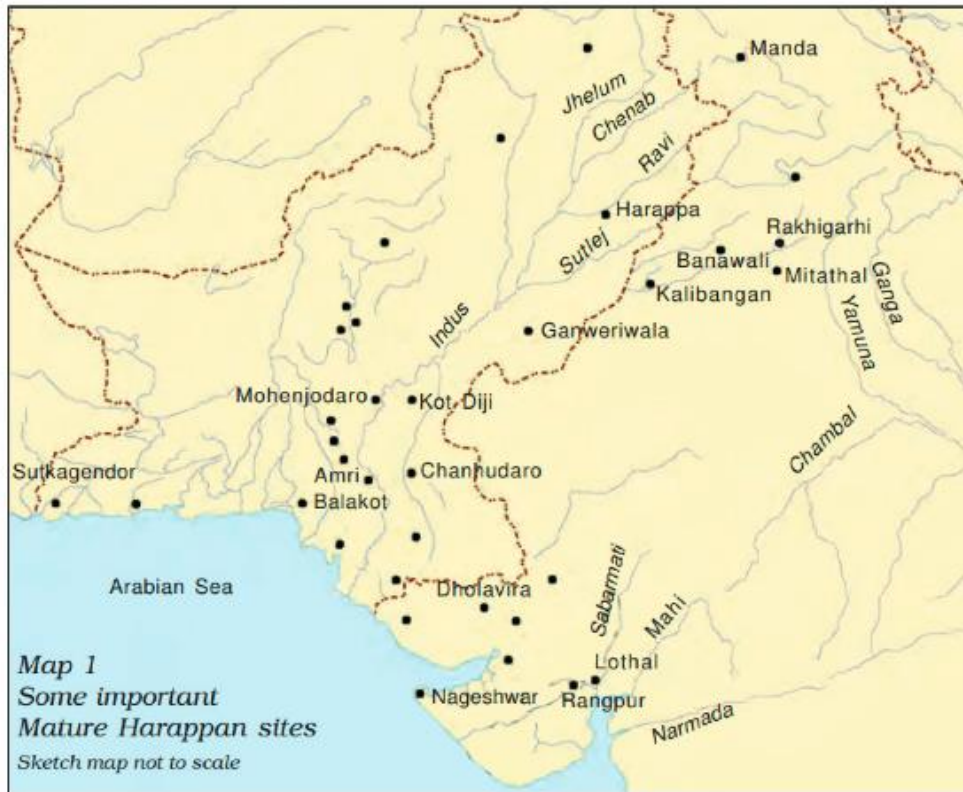 Manda
Jhelum
Chenab
Ravi
Harappa
Rakhigarhi
Sutlej
Banawali
Mitathal
Ganga
Kalibangan
Yamuna
Indus
Ganweriwala
Mohenjodaro
Kot Diji
Chambal
Sutkagendor
Amri
Chanhudaro
Balakot
Arabian Sea
Dholavira
Sabarmati
Mahi
Lothal
Nageshwar
Rangpur
Narmada
Map 1
Some important
Mature Harappan sites
Sketch map not to scale